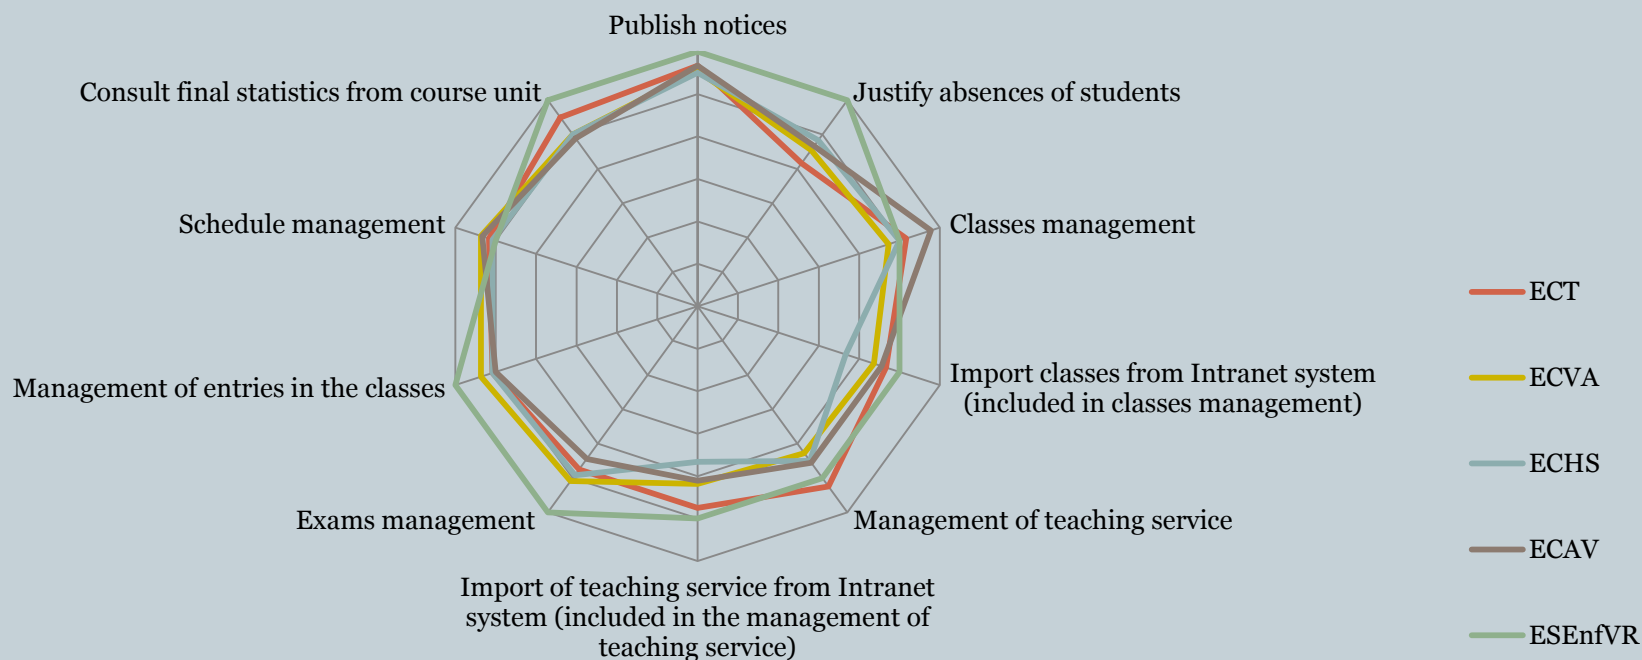 Publish notices
Consult final statistics from course unit
Justify absences of students
Schedule management
Classes management
ECT
Management of entries in the classes
Import classes from Intranet system
(included in classes management)
ECVA
ECHS
Exams management
Management of teaching service
ECAV
Import of teaching service from Intranet
system (included in the management of
teaching service)
ESEnfVR